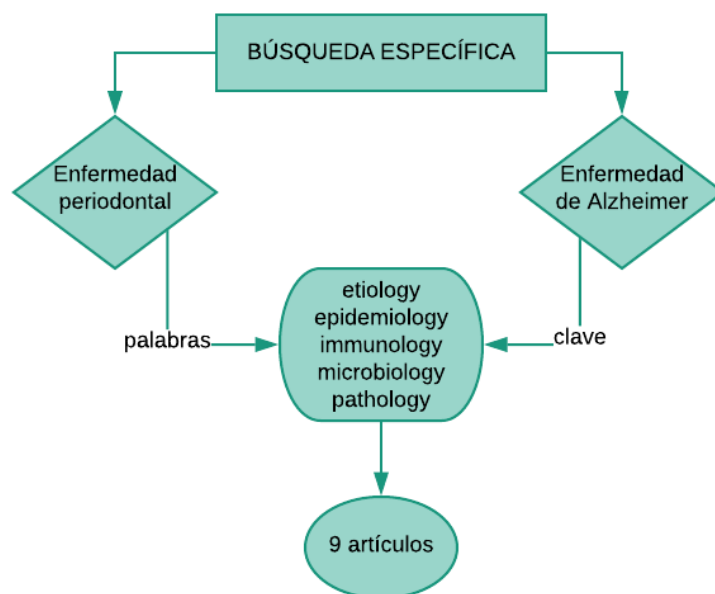 BÚSQUEDA ESPECÍFICA
Enfermedad
periodontal
Enfermedad
de Alzheimer
palabras
clave
etiology
epidemiology
immunology
microbiology
pathology
9 artículos